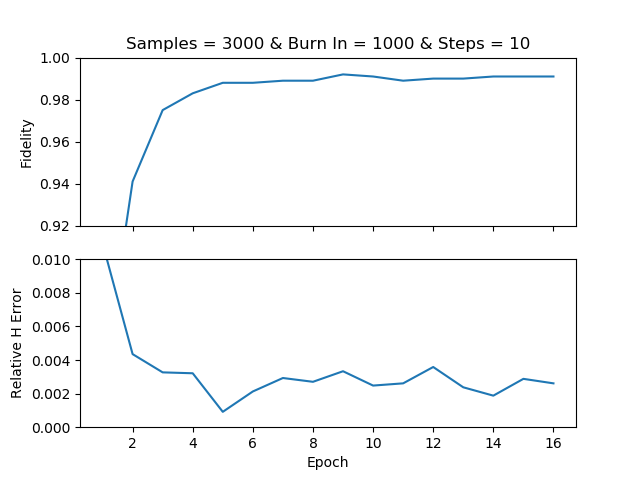 Samples = 3000 & Burn In = 1000 & Steps = 10
1.00
0.98
0.96
0.94
0.92
Fidelity
0.010
0.008
0.006
0.004
0.002
0.000
Relative H Error
2 4 6 8 10 12 14 16
Epoch